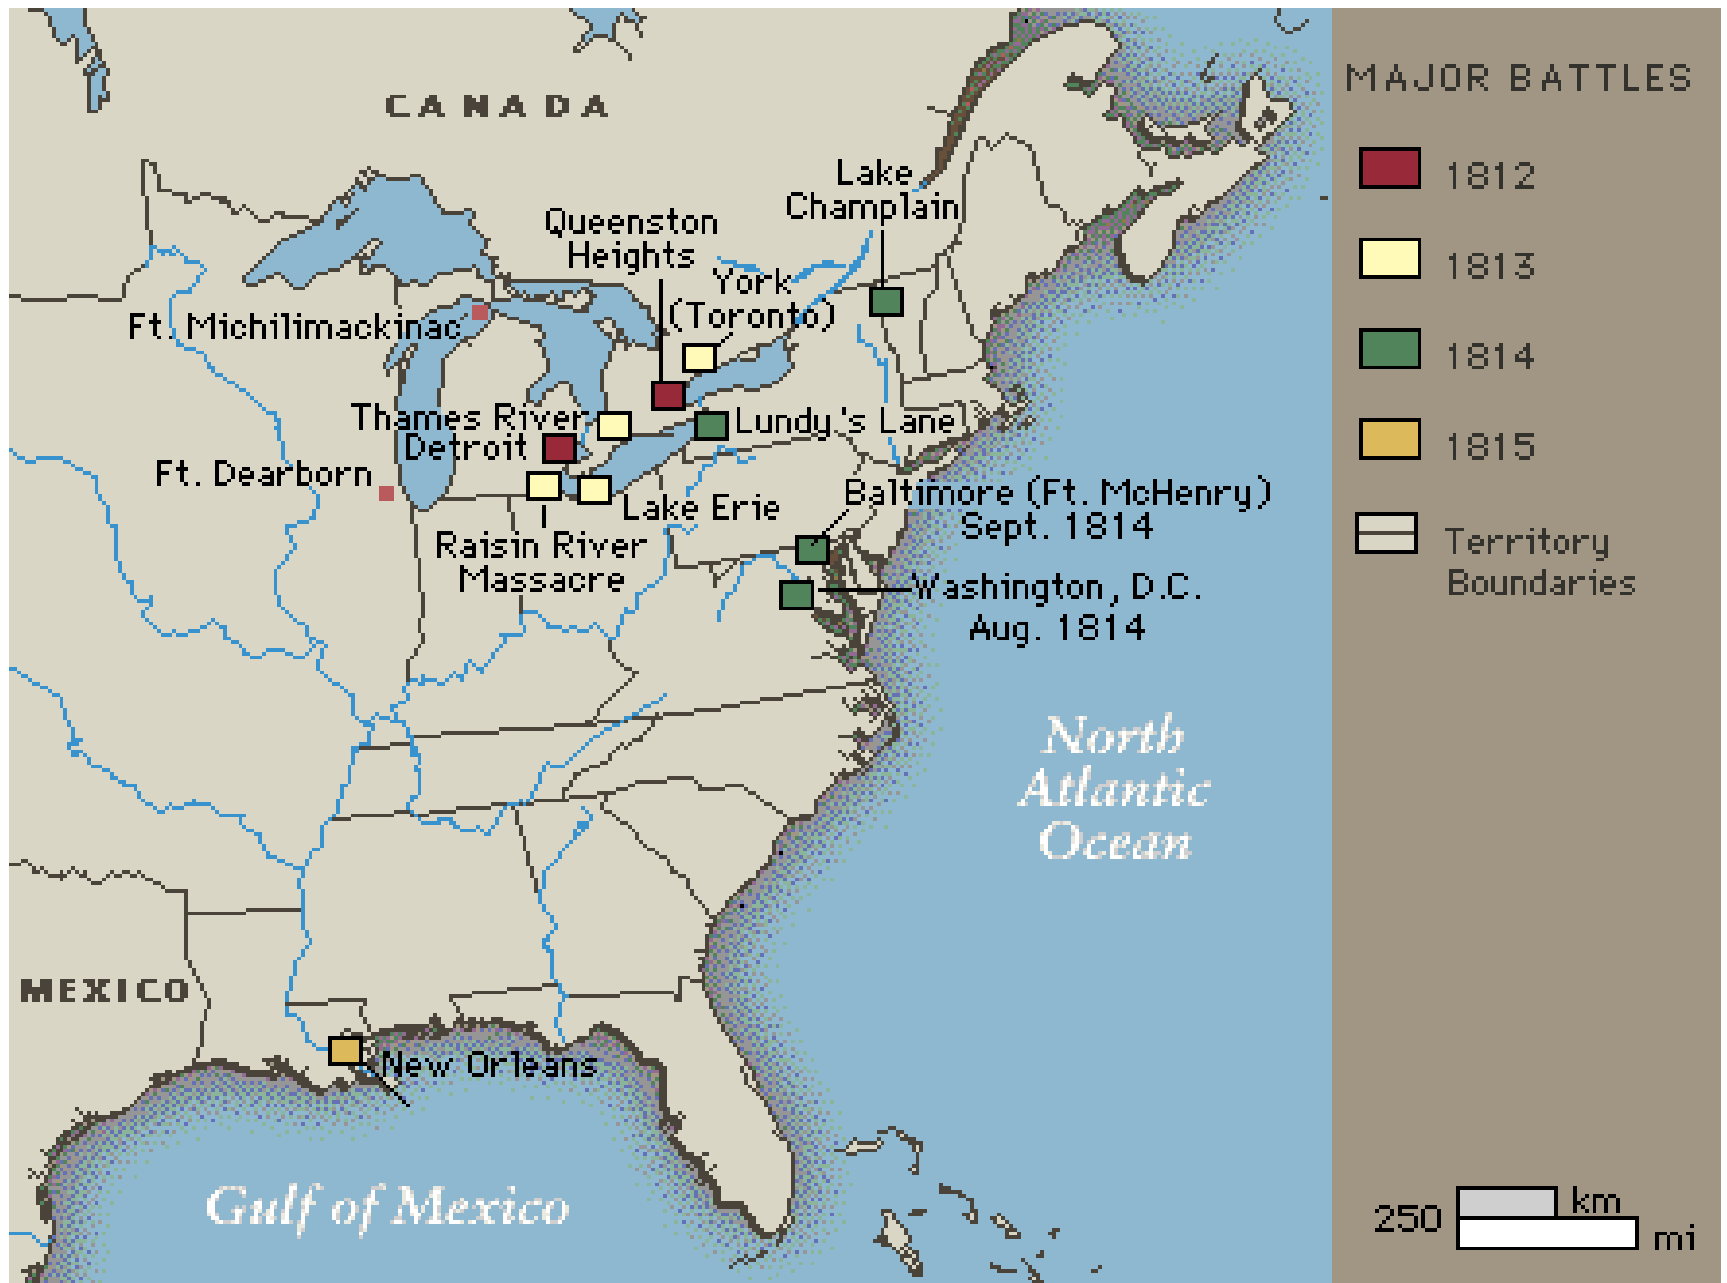 CANADA
Lake
Champlain
Queenston
Heights
York
(Toronto)
Ft. Michilimackinac
Thames River
Lundy's Lane
Detroit
Ft. Dearborn
Lake Erie
Raisin River
Massacre
Baltimore (Ft. McHenry)
Sept. 1814
Washington, D.C.
Aug. 1814
North
Atlantic
Ocean
MEXICO
New Orleans
Gulf of Mexico
MAJOR BATTLES
1812
1813
1814
1815
Territory
Boundaries
250 km
mi